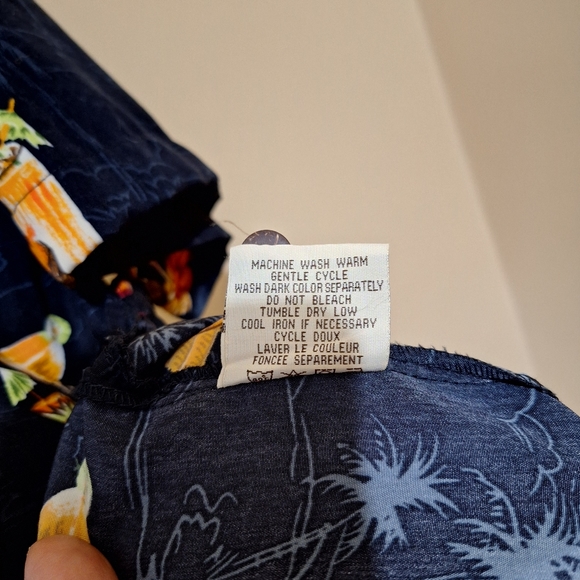 MACHINE WASH WARM
GENTLE CYCLE
WASH DARK COLOR SEPARATELY
DO NOT BLEACH
TUMBLE DRY LOW
COOL IRON IF NECESSARY
CYCLE DOUX
LAVER LE COULEUR
FONCEE SEPAREMENT